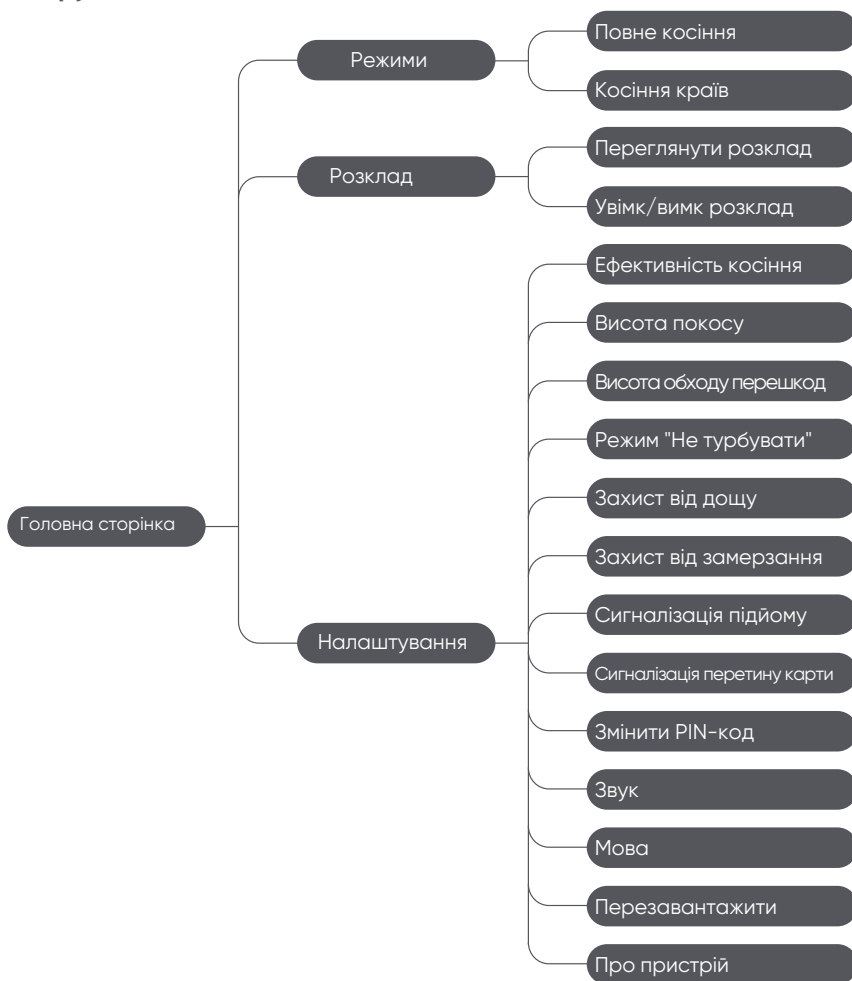 Головна сторінка
Режими
Повне косіння
Косіння країв
Розклад
Переглянути розклад
Увімк/вимк розклад
Налаштування
Ефективність косіння
Висота покосу
Висота обходу перешкод
Режим "Не турбувати"
Захист від дощу
Захист від замерзання
Сигналізація підйому
Сигналізація перетину карти
Змінити PIN-код
Звук
Мова
Перезавантажити
Про пристрій